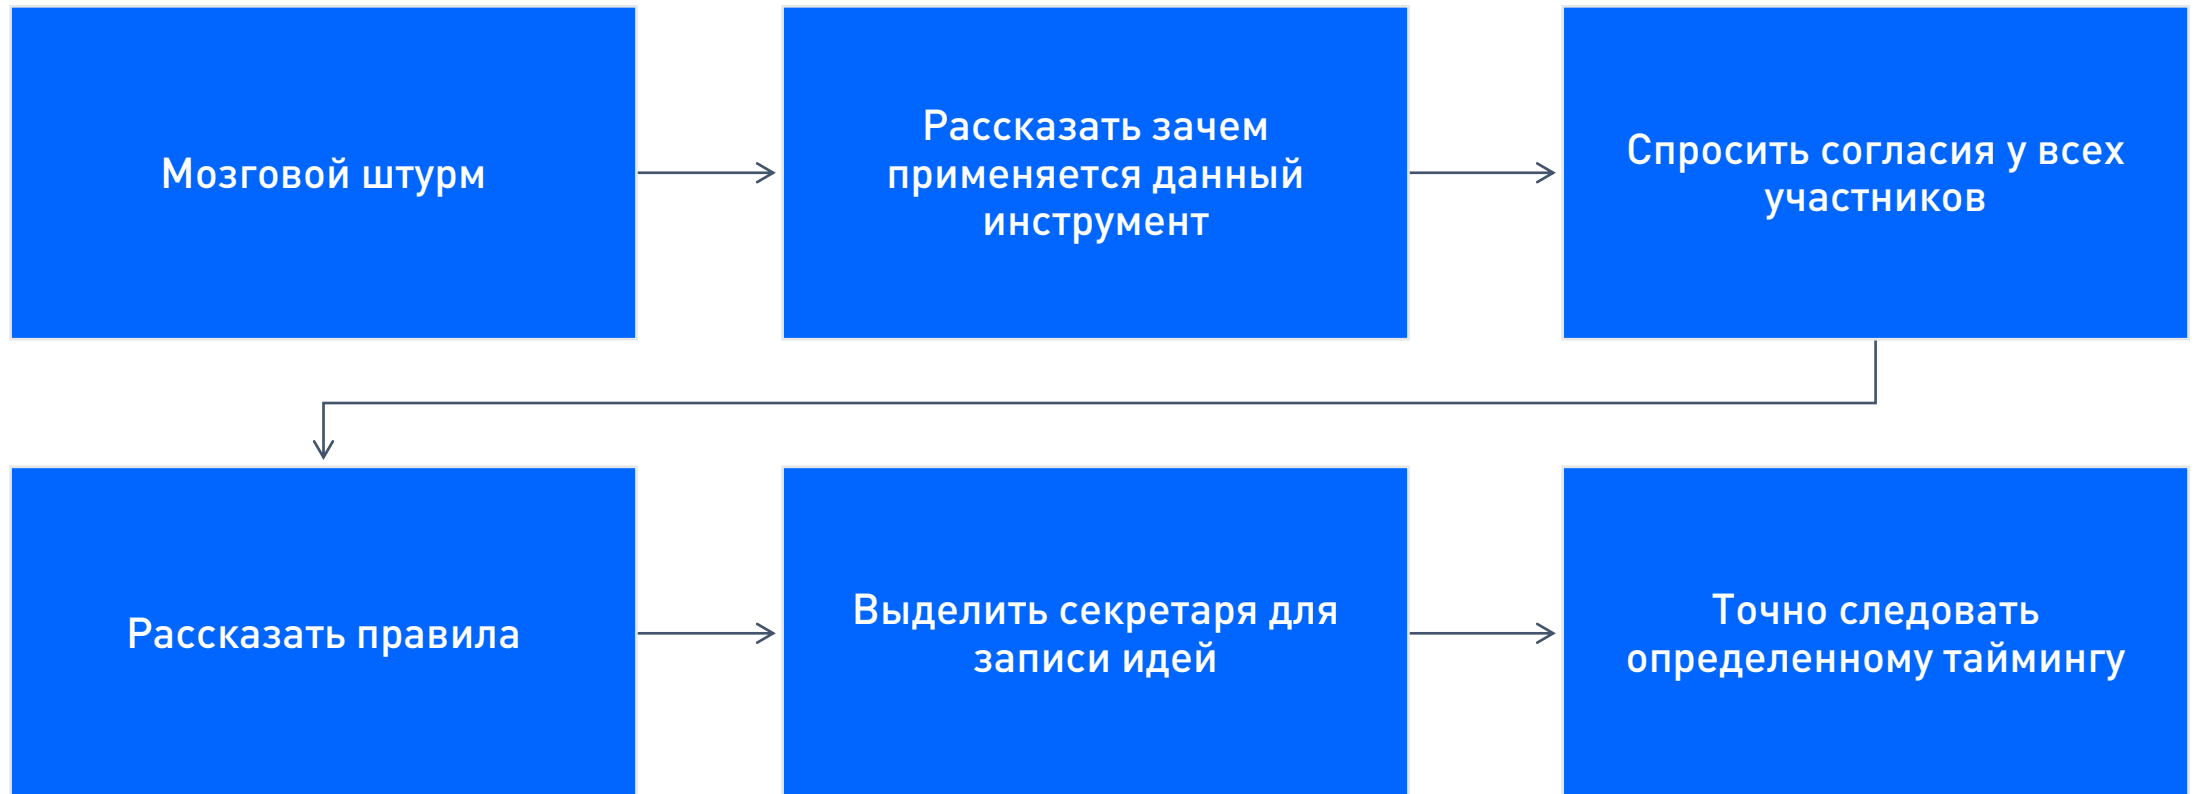 Мозговой штурм
Рассказать зачем
применяется данный
инструмент
Спросить согласия у всех
участников
Рассказать правила
Выделить секретаря для
записи идей
Точно следовать
определенному таймингу